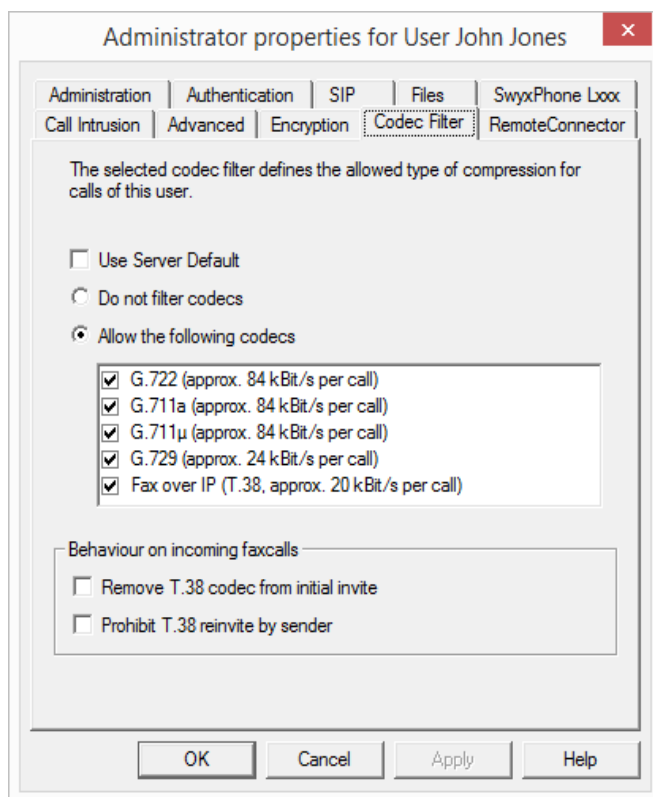 Administrator properties for User John Jones
×
Administration Authentication SIP Files SwyxPhone Lxxx
Call Intrusion Advanced Encryption Codec Filter RemoteConnector
The selected codec filter defines the allowed type of compression for
calls of this user.
Use Server Default
Do not filter codecs
Allow the following codecs
G.722 (approx. 84 kBit/s per call)
G.711a (approx. 84 kBit/s per call)
G.711µ (approx. 84 kBit/s per call)
G.729 (approx. 24 kBit/s per call)
Fax over IP (T.38, approx. 20 kBit/s per call)
Behaviour on incoming faxcalls
Remove T.38 codec from initial invite
Prohibit T.38 reinvite by sender
OK Cancel Apply Help